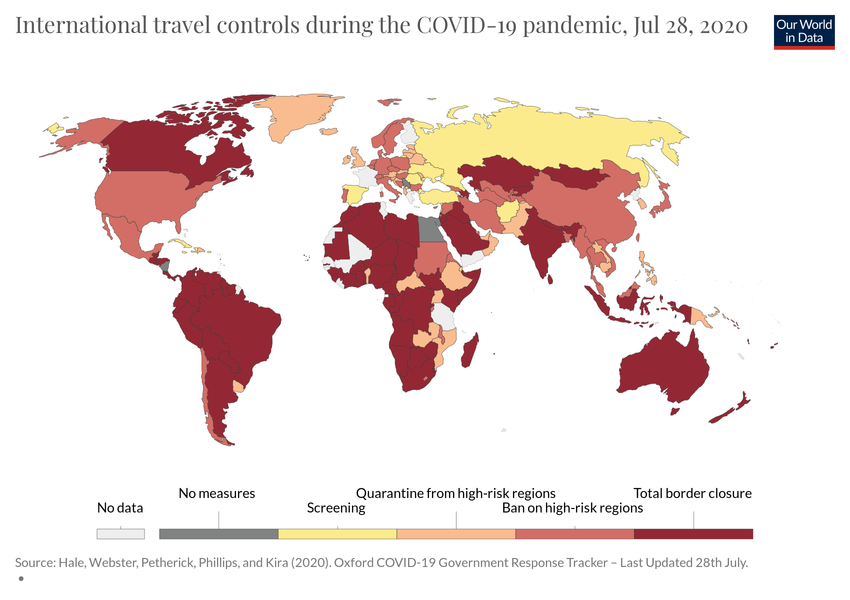 International travel controls during the COVID-19 pandemic, Jul 28, 2020
Our World
in Data
No data
No measures
Screening
Quarantine from high-risk regions
Ban on high-risk regions
Total border closure
Source: Hale, Webster, Petherick, Phillips, and Kira (2020). Oxford COVID-19 Government Response Tracker – Last Updated 28th July.